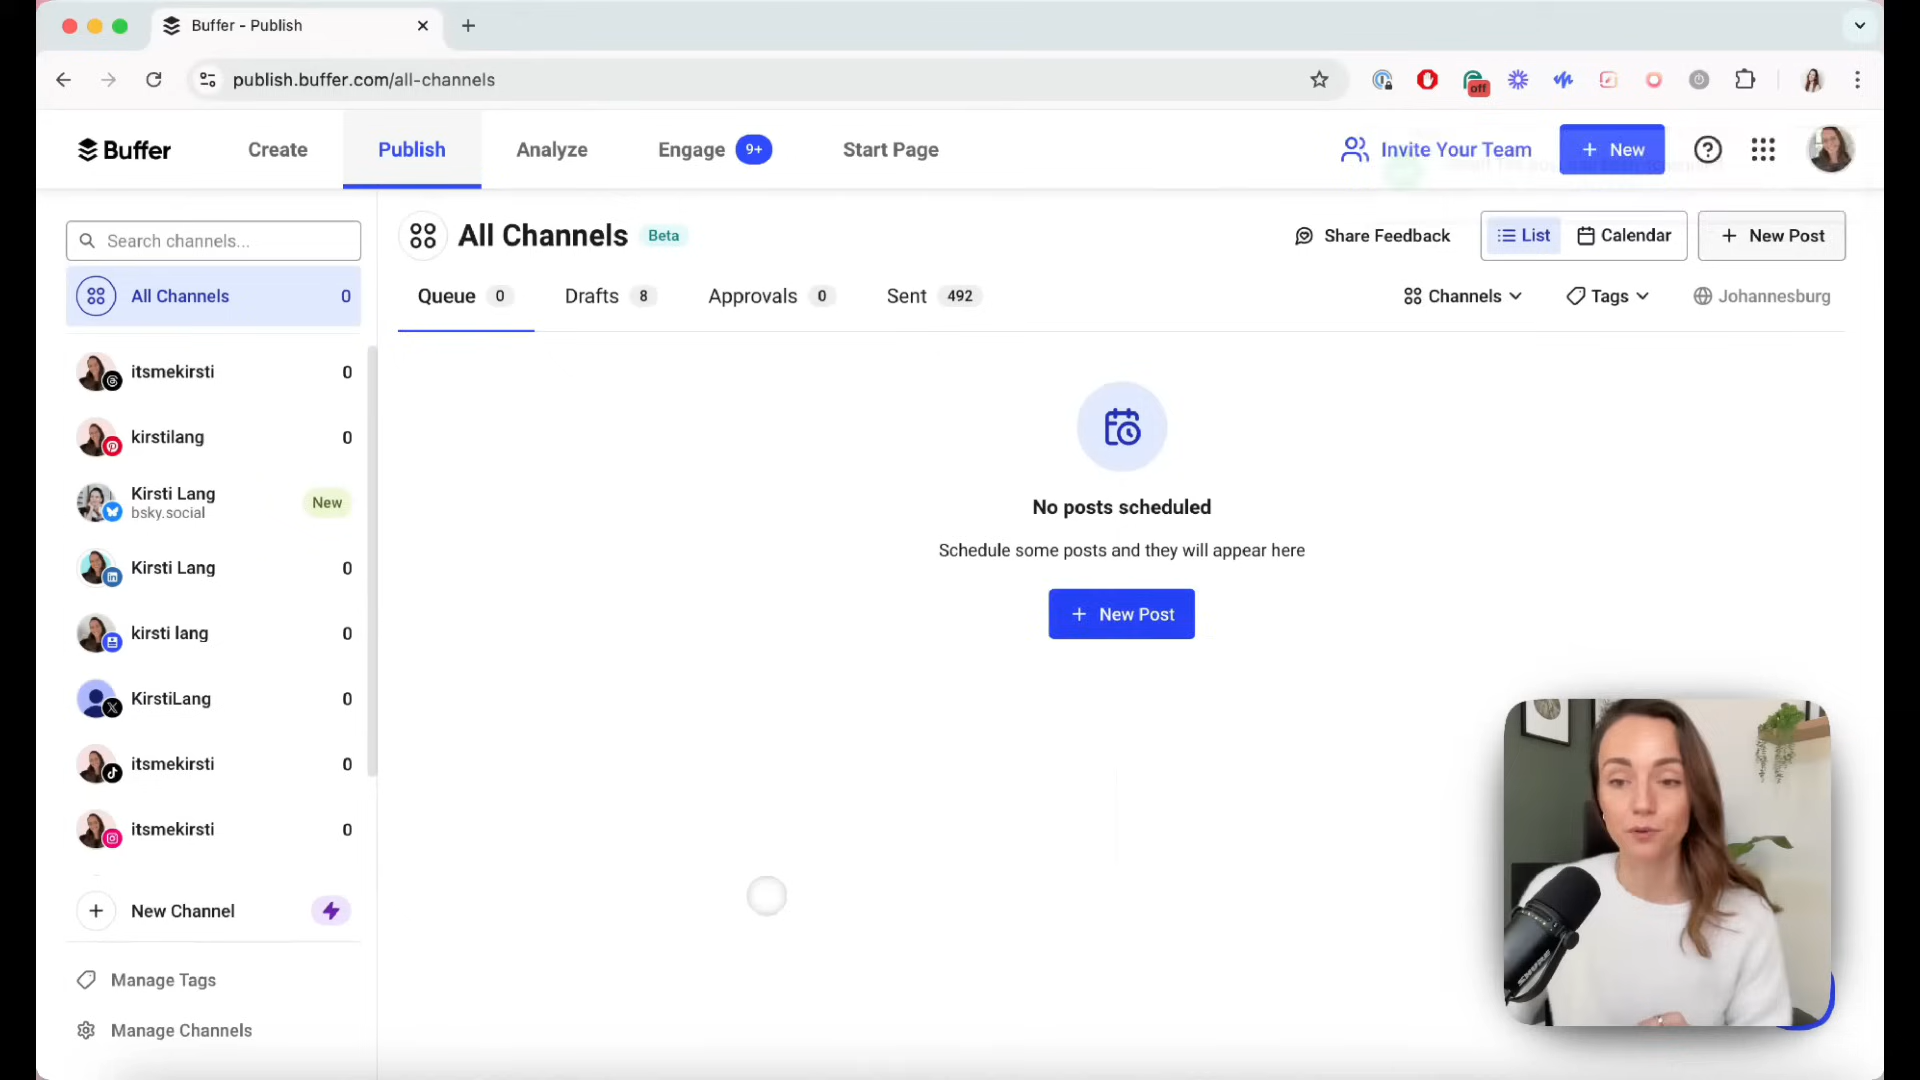 Buffer - Publish
publish.buffer.com/all-channels
off
Buffer
Create
Publish
Analyze
Engage 9+
Start Page
Invite Your Team
+ New
Search channels...
All Channels 0
itsmekirsti 0
kirstilang 0
Kirsti Lang New
bsky.social
Kirsti Lang 0
kirsti lang 0
KirstiLang 0
itsmekirsti 0
itsmekirsti 0
+ New Channel
Manage Tags
Manage Channels
All Channels Beta
Share Feedback
List
Calendar
+ New Post
Queue 0
Drafts 8
Approvals 0
Sent 492
Channels
Tags
Johannesburg
No posts scheduled
Schedule some posts and they will appear here
+ New Post